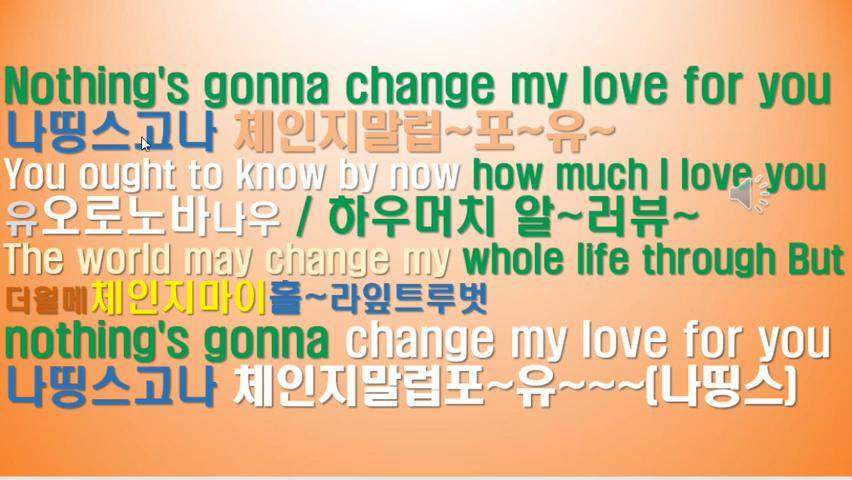 Nothing's gonna change my love for you
나띵스고나 체인지말럽~포~유~
You ought to know by now how much I love you
유오로노바나우 / 하우머치 알~러뷰~
The world may change my whole life through But
더월메체인지마이홀~라잎트루벗
nothing's gonna change my love for you
나띵스고나 체인지말럽포~유~~~(나띵스)